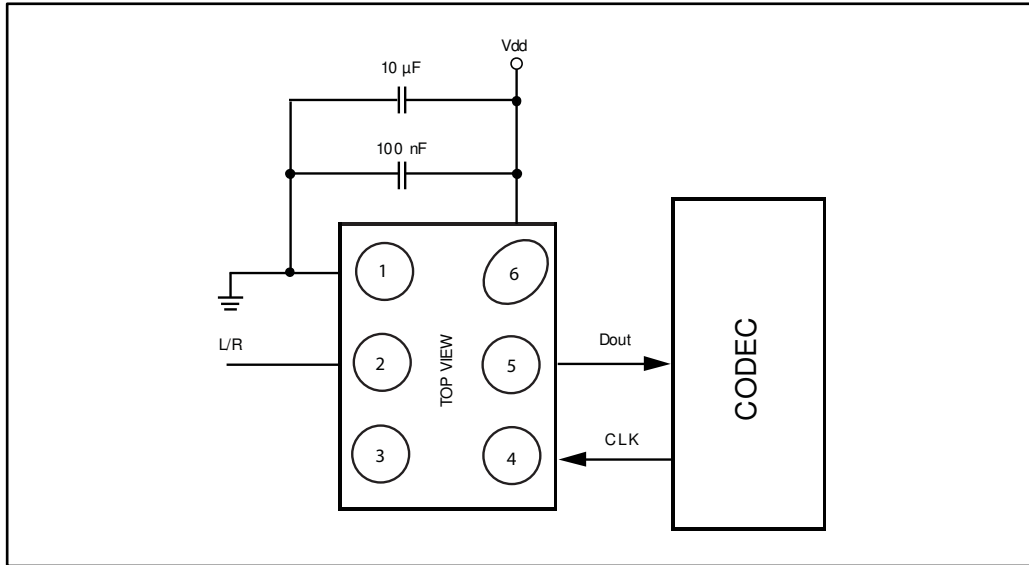 Vdd
10 µF
100 nF
1
6
L/R
2
TOP VIEW
5
Dout
CODEC
3
4
CLK